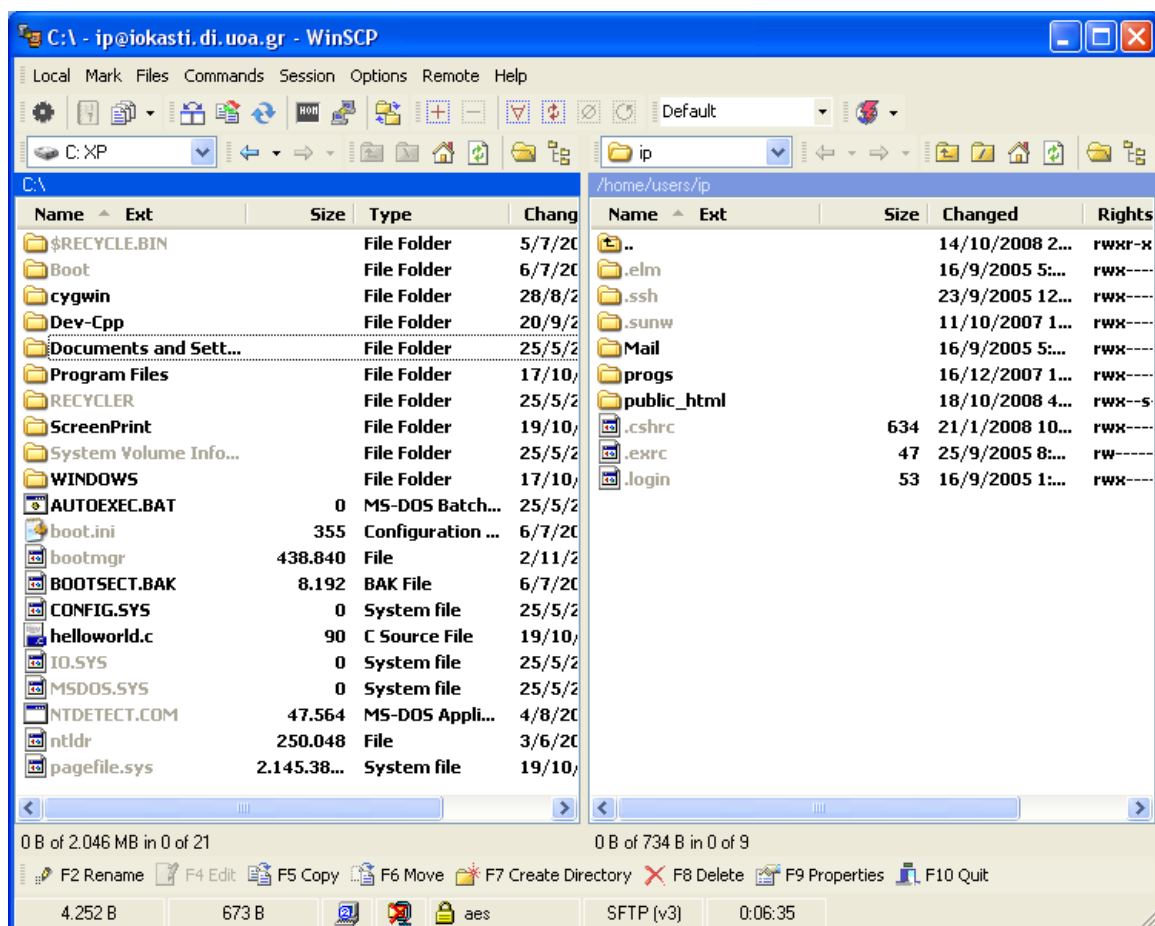 C:\ - ip@iokasti.di.uoa.gr - WinSCP
Local Mark Files Commands Session Options Remote Help
Default
C: XP ip
C:\ /home/users/ip
Name Ext Size Type Chang
$RECYCLE.BIN File Folder 5/7/20
Boot File Folder 6/7/20
cygwin File Folder 28/8/2
Dev-Cpp File Folder 20/9/2
Documents and Sett... File Folder 25/5/2
Program Files File Folder 17/10/
RECYCLER File Folder 25/5/2
ScreenPrint File Folder 19/10/
System Volume Info... File Folder 25/5/2
WINDOWS File Folder 17/10/
AUTOEXEC.BAT 0 MS-DOS Batch... 25/5/2
boot.ini 355 Configuration ... 6/7/20
bootmgr 438.840 File 2/11/2
BOOTSECT.BAK 8.192 BAK File 6/7/20
CONFIG.SYS 0 System file 25/5/2
helloworld.c 90 C Source File 19/10/
IO.SYS 0 System file 25/5/2
MSDOS.SYS 0 System file 25/5/2
NTDETECT.COM 47.564 MS-DOS Appli... 4/8/20
ntldr 250.048 File 3/6/20
pagefile.sys 2.145.38... System file 19/10/
0 B of 2.046 MB in 0 of 21
Name Ext Size Changed Rights
.. 14/10/2008 2... rwxr-x
.elm 16/9/2005 5:... rwx----
.ssh 23/9/2005 12... rwx----
.sunw 11/10/2007 1... rwx----
Mail 16/9/2005 5:... rwx----
progs 16/12/2007 1... rwx----
public_html 18/10/2008 4... rwx--s-
.cshrc 634 21/1/2008 10... rwx----
.exrc 47 25/9/2005 8:... rw-----
.login 53 16/9/2005 1:... rwx----
0 B of 734 B in 0 of 9
F2 Rename F4 Edit F5 Copy F6 Move F7 Create Directory F8 Delete F9 Properties F10 Quit
4.252 B 673 B aes SFTP (v3) 0:06:35